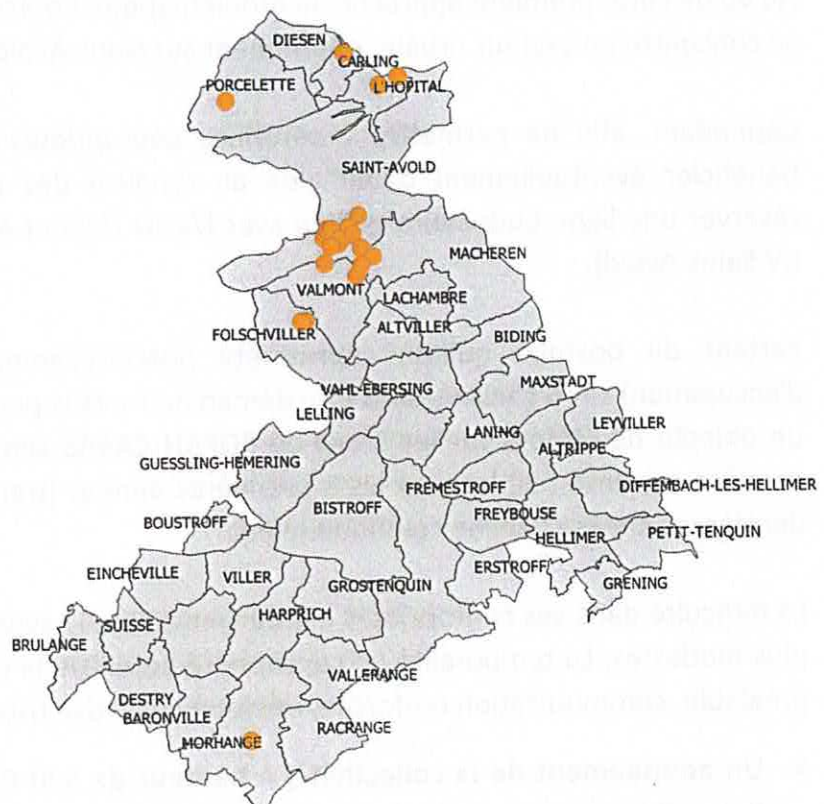 DIESEN
CARLING
PORCELETTE
L'HOPITAL
SAINT-AVOLD
MACHEREN
VALMONT
LACHAMBRE
FOLSCHVILLER
ALTVILLER
BIDING
VAHL-EBERSING
MAXSTADT
LELLING
LANING
LEYVILLER
ALTRIPPE
GUESSLING-HEMERING
FREMESTROFF
DIFFEMBACH-LES-HELLIMER
BISTROFF
FREYBOUSE
BOUSTROFF
HELLIMER
PETIT-TENQUIN
ERSTROFF
EINCHEVILLE
VILLER
GROSTENQUIN
GRENING
HARPRICH
SUISSE
BRULANGE
VALLERANGE
DESTRY
BARONVILLE
RACRANGE
MORHANGE